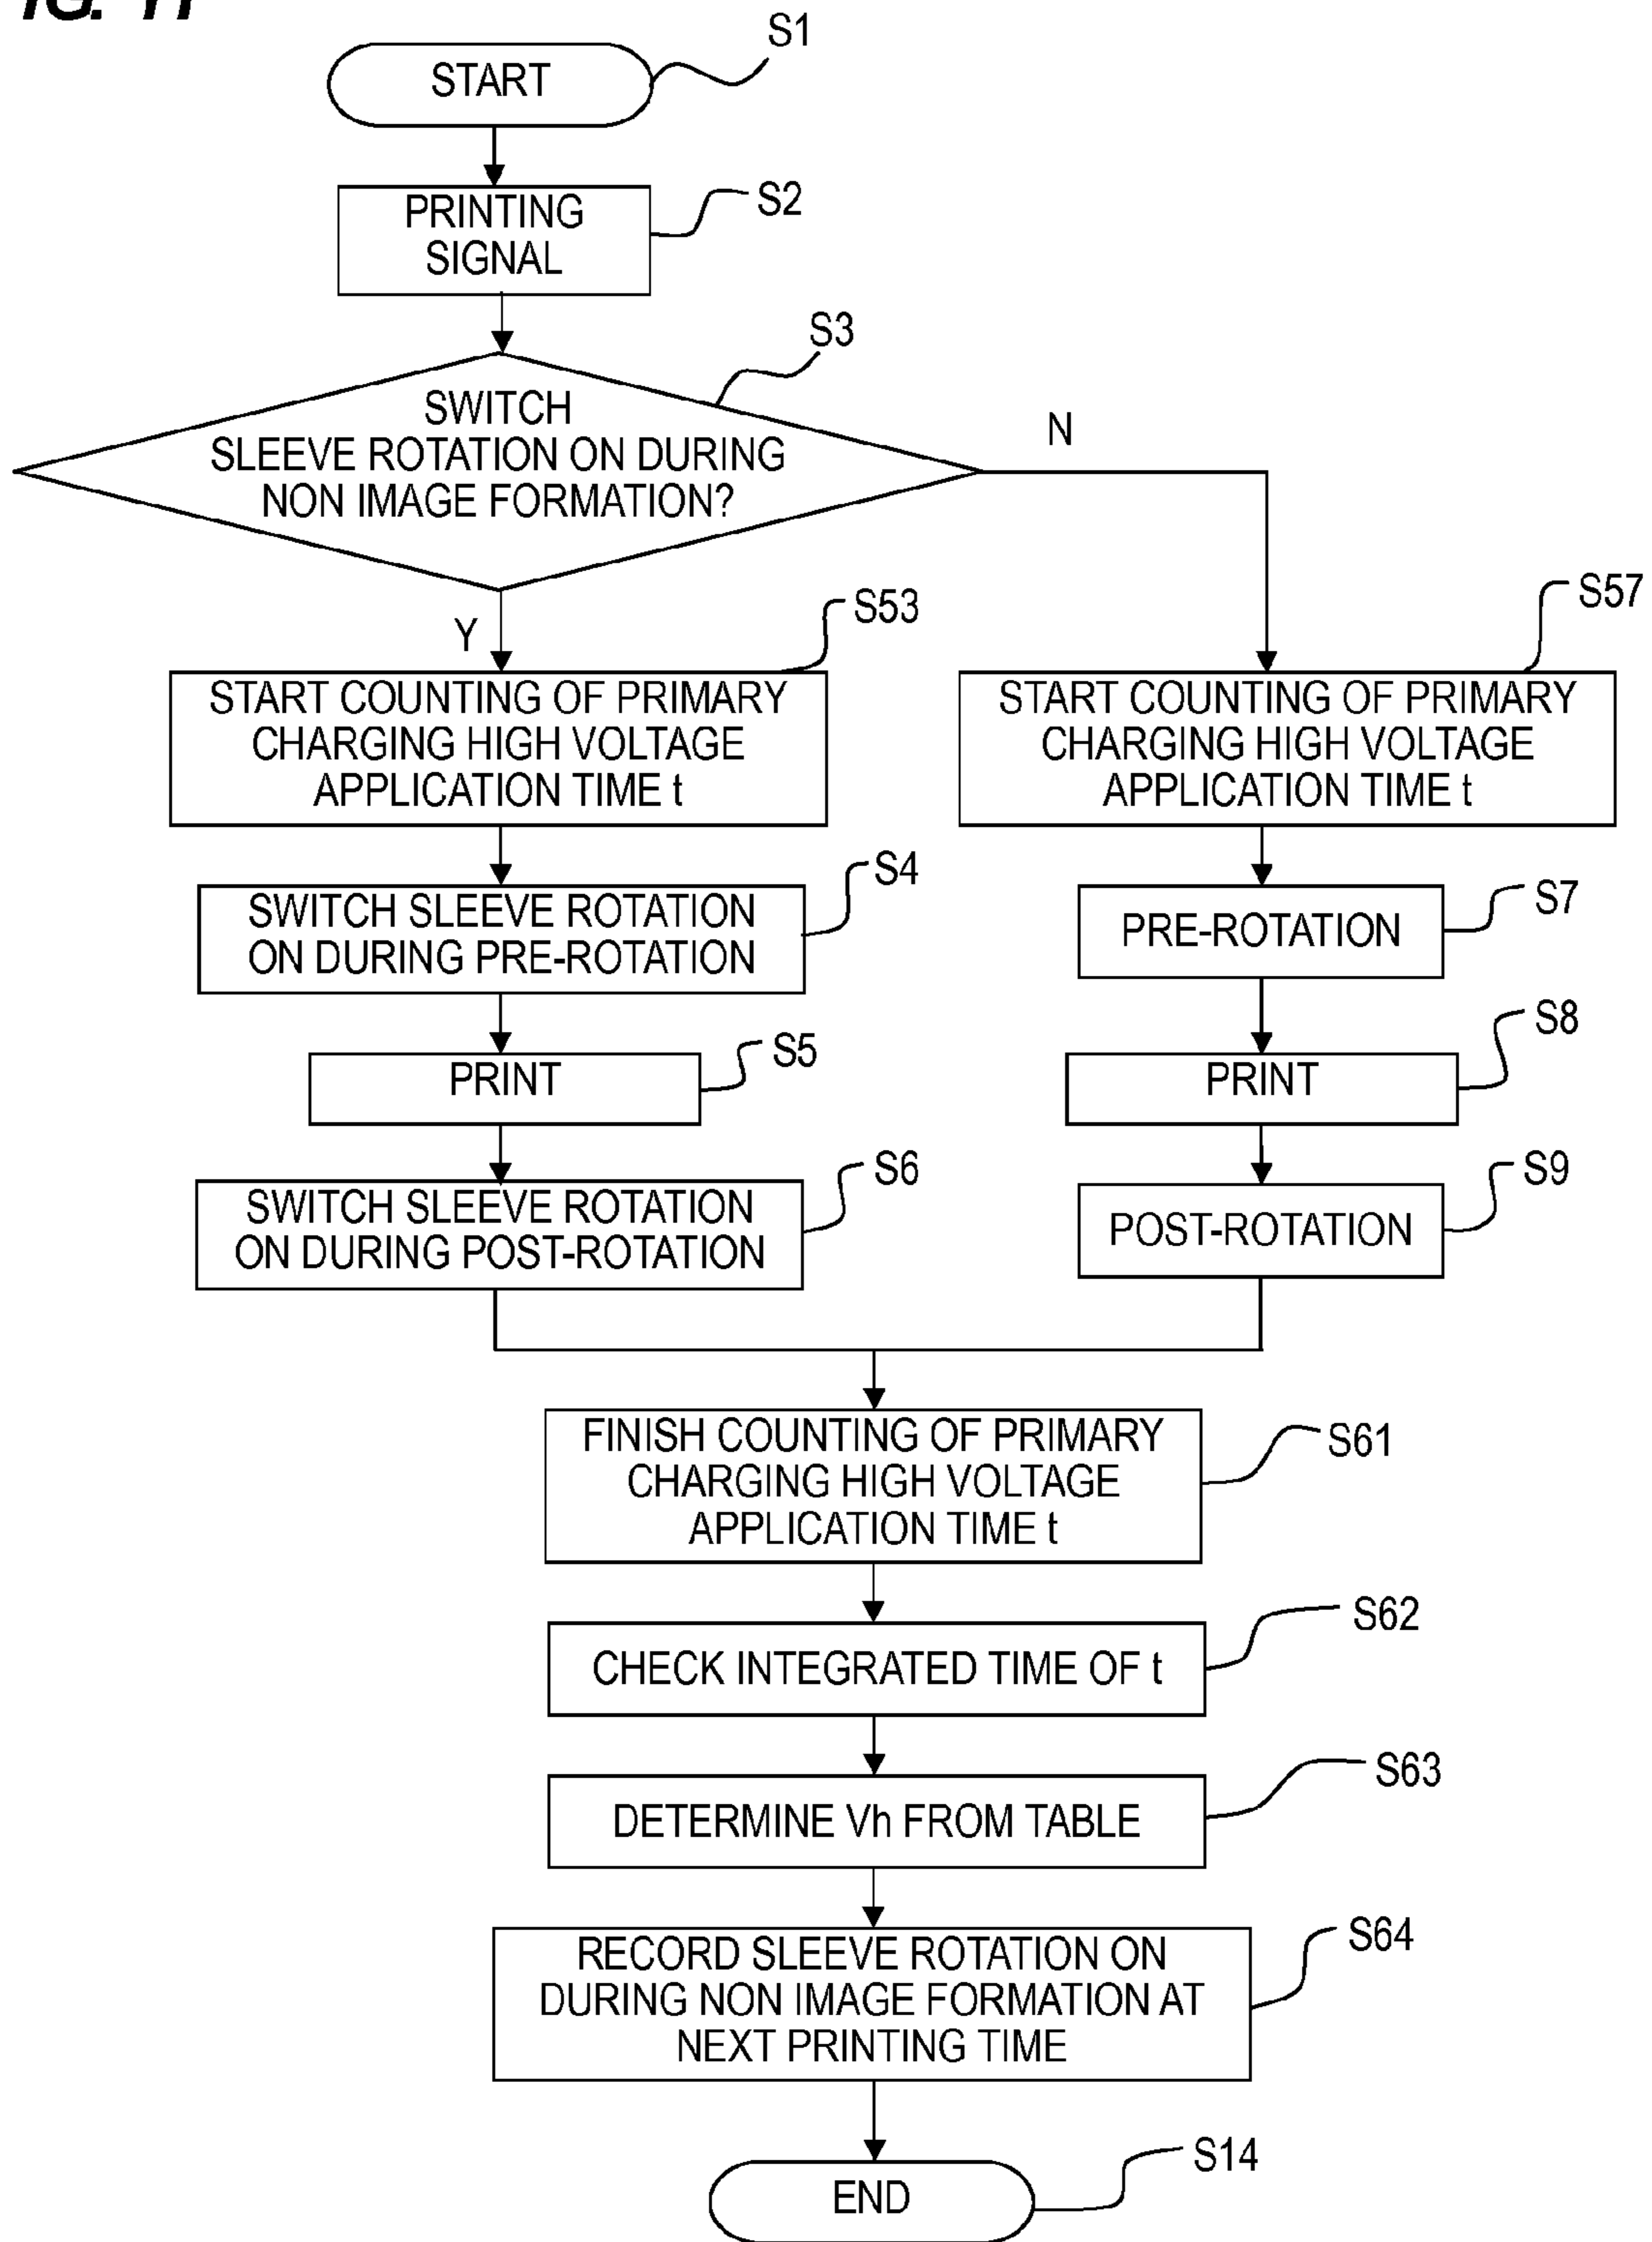 FIG. 11
S1
START
S2
PRINTING
SIGNAL
S3
SWITCH
SLEEVE ROTATION ON DURING
NON IMAGE FORMATION?
N
Y
S53
START COUNTING OF PRIMARY
CHARGING HIGH VOLTAGE
APPLICATION TIME t
S57
START COUNTING OF PRIMARY
CHARGING HIGH VOLTAGE
APPLICATION TIME t
S4
SWITCH SLEEVE ROTATION
ON DURING PRE-ROTATION
S7
PRE-ROTATION
S5
PRINT
S8
PRINT
S6
SWITCH SLEEVE ROTATION
ON DURING POST-ROTATION
S9
POST-ROTATION
S61
FINISH COUNTING OF PRIMARY
CHARGING HIGH VOLTAGE
APPLICATION TIME t
S62
CHECK INTEGRATED TIME OF t
S63
DETERMINE Vh FROM TABLE
S64
RECORD SLEEVE ROTATION ON
DURING NON IMAGE FORMATION AT
NEXT PRINTING TIME
S14
END